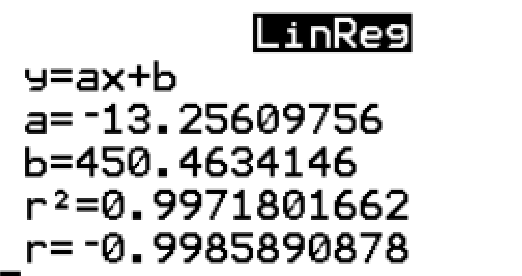 LinReg
y=ax+b
a=-13.25609756
b=450.4634146
r²=0.9971801662
r=-0.9985890878